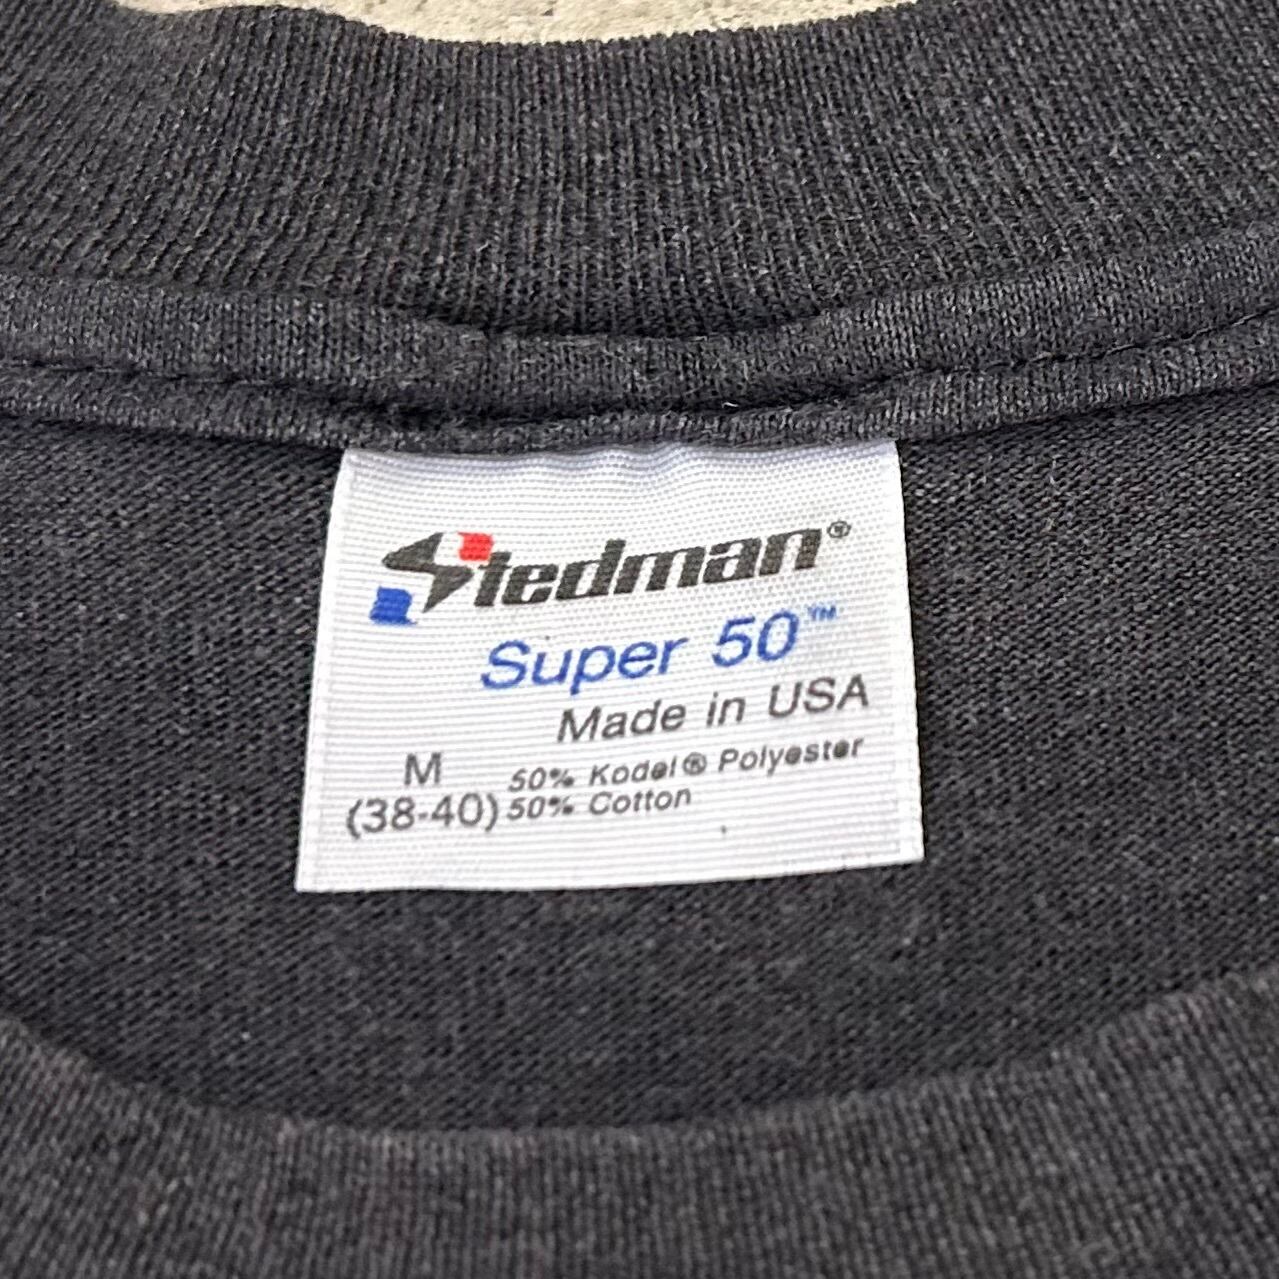 Stedman®
Super 50™
Made in USA
M
(38-40)
50% Kodel® Polyester
50% Cotton